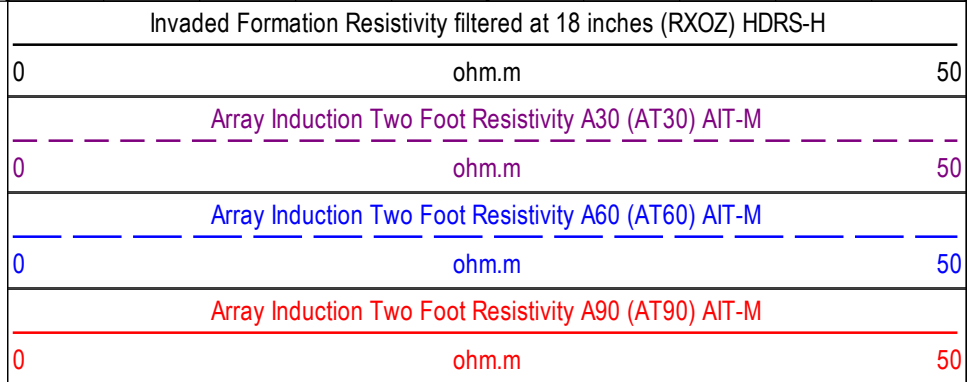 Invaded Formation Resistivity filtered at 18 inches (RXOZ) HDRS-H
0 ohm.m 50
Array Induction Two Foot Resistivity A30 (AT30) AIT-M
0 ohm.m 50
Array Induction Two Foot Resistivity A60 (AT60) AIT-M
0 ohm.m 50
Array Induction Two Foot Resistivity A90 (AT90) AIT-M
0 ohm.m 50